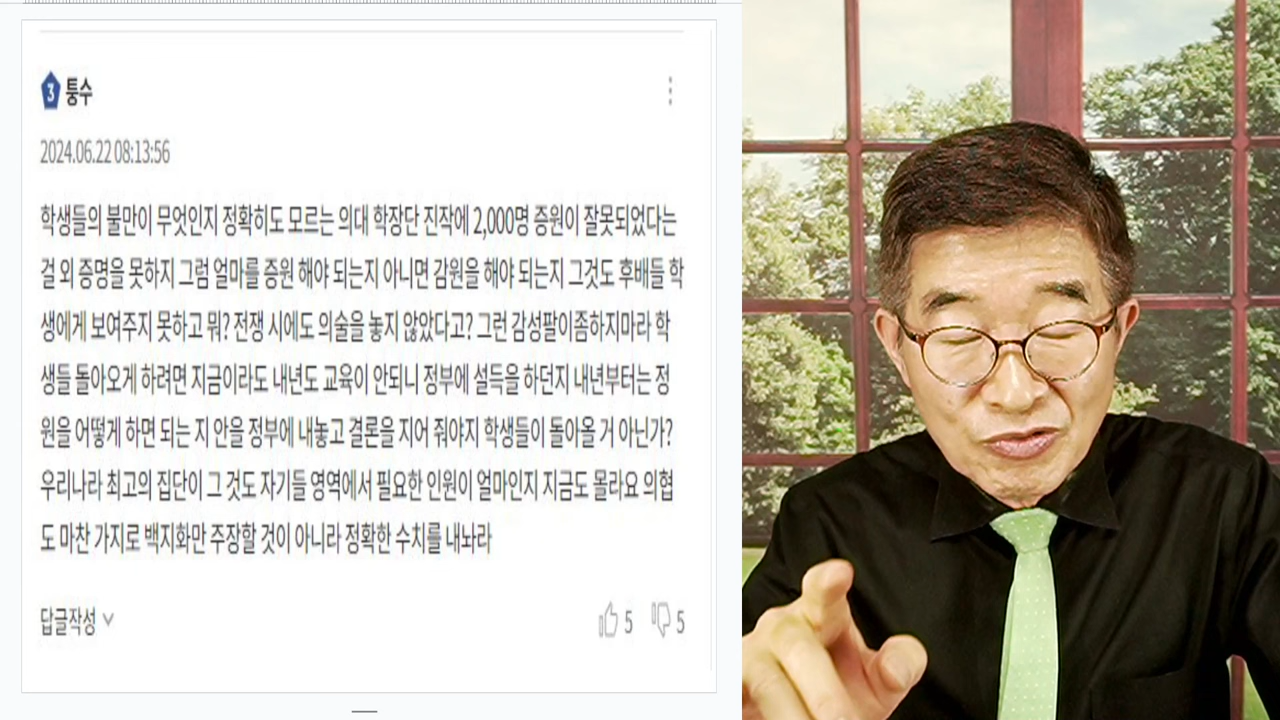 3 퉁수
2024.06.22 08:13:56
학생들의 불만이 무엇인지 정확히도 모르는 의대 학장단 진작에 2,000명 증원이 잘못되었다는
걸 외 증명을 못하지 그럼 얼마를 증원 해야 되는지 아니면 감원을 해야 되는지 그것도 후배들 학
생에게 보여주지 못하고 뭐? 전쟁 시에도 의술을 놓지 않았다고? 그런 감성팔이좀하지마라 학
생들 돌아오게 하려면 지금이라도 내년도 교육이 안되니 정부에 설득을 하던지 내년부터는 정
원을 어떻게 하면 되는 지 안을 정부에 내놓고 결론을 지어 줘야지 학생들이 돌아올 거 아닌가?
우리나라 최고의 집단이 그 것도 자기들 영역에서 필요한 인원이 얼마인지 지금도 몰라요 의협
도 마찬 가지로 백지화만 주장할 것이 아니라 정확한 수치를 내놔라
답글작성 5 5